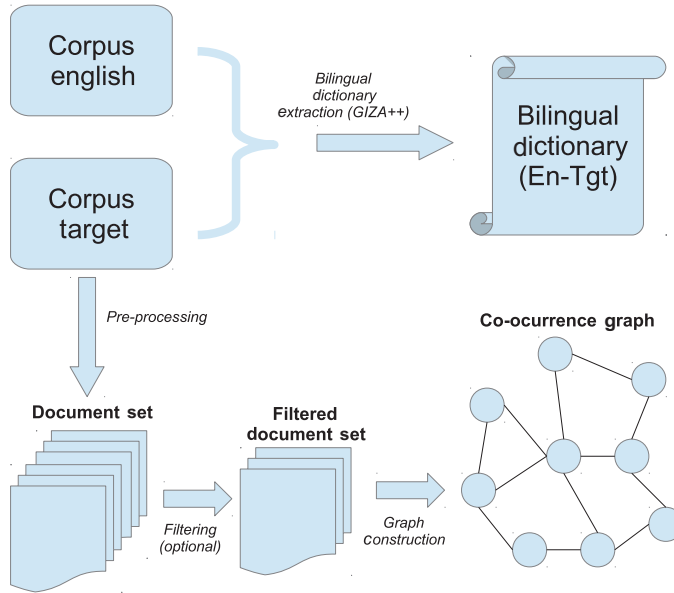 Corpus
english
Bilingual
dictionary
extraction (GIZA++)
Bilingual
dictionary
(En-Tgt)
Corpus
target
Pre-processing
Co-ocurrence graph
Document set
Filtered
document set
Filtering
(optional)
Graph
construction